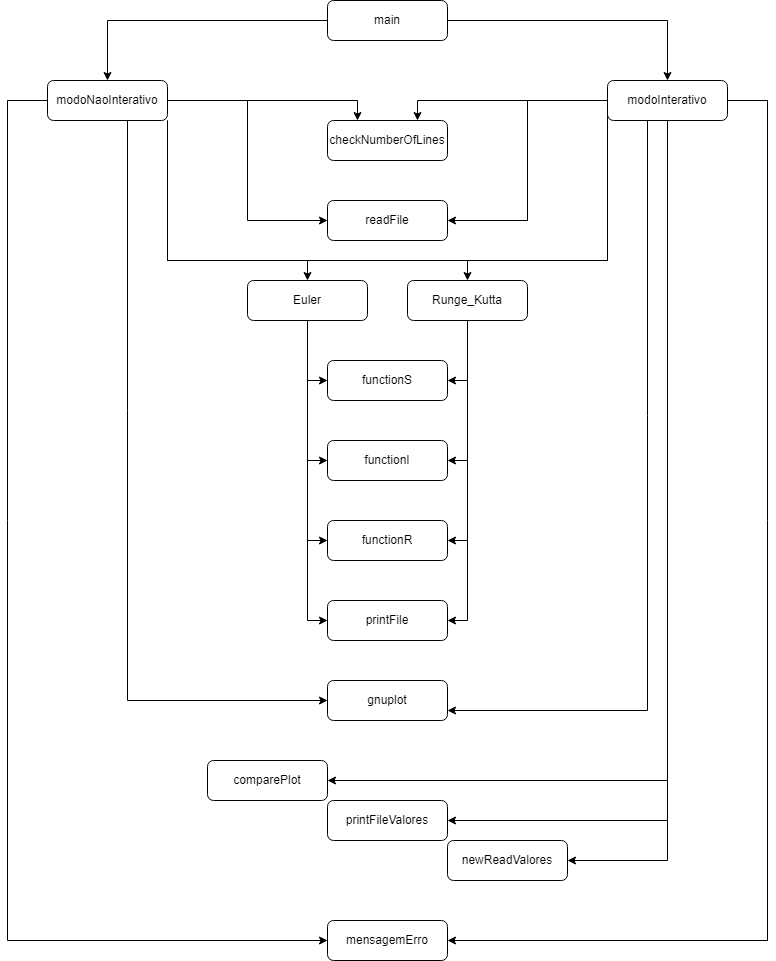 main
modoNaoInterativo
modoInterativo
checkNumberOfLines
readFile
Euler
Runge_Kutta
functionS
functionI
functionR
printFile
gnuplot
comparePlot
printFileValores
newReadValores
mensagemErro